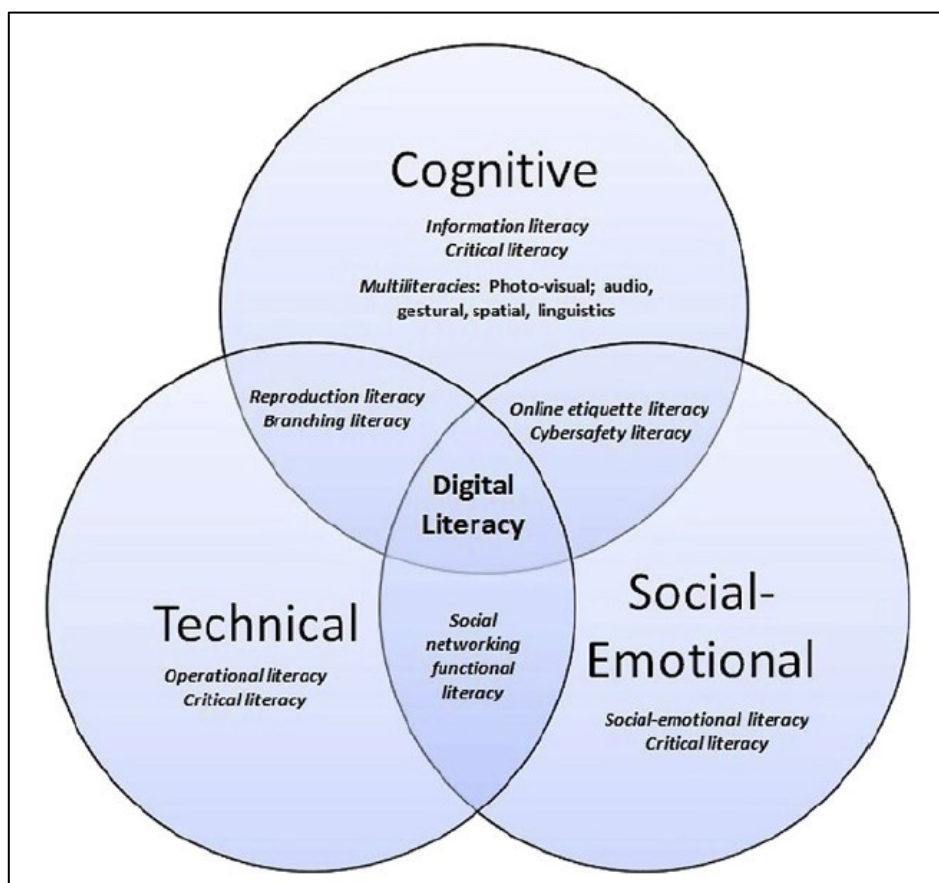 Cognitive
Information literacy
Critical literacy
Multiliteracies: Photo-visual; audio,
gestural, spatial, linguistics
Reproduction literacy
Branching literacy
Online etiquette literacy
Cybersafety literacy
Digital
Literacy
Technical
Operational literacy
Critical literacy
Social
networking
functional
literacy
Social-
Emotional
Social-emotional literacy
Critical literacy